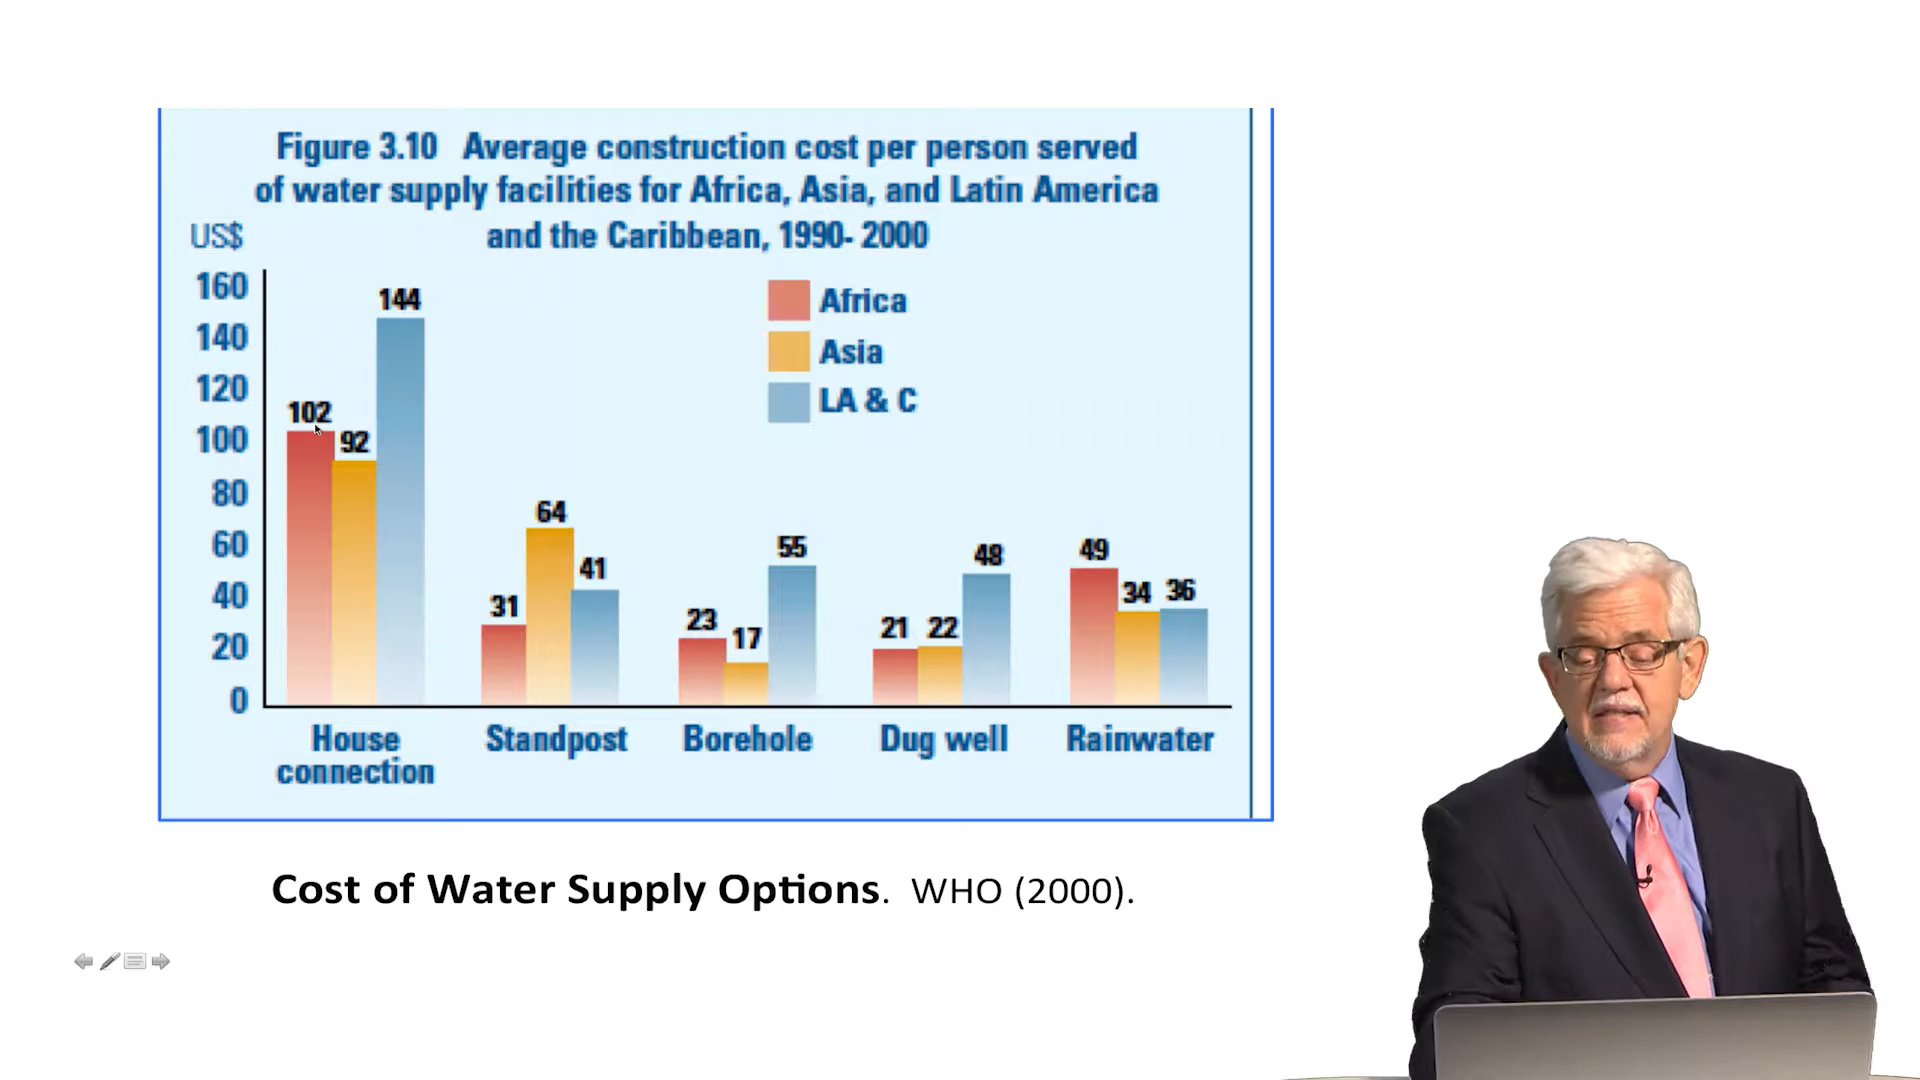 Figure 3.10 Average construction cost per person served
of water supply facilities for Africa, Asia, and Latin America
and the Caribbean, 1990- 2000
US$
160
140
120
100
80
60
40
20
0
Africa
Asia
LA & C
102
92
144
31
64
41
23
17
55
21
22
48
49
34
36
House
connection
Standpost
Borehole
Dug well
Rainwater
Cost of Water Supply Options. WHO (2000).